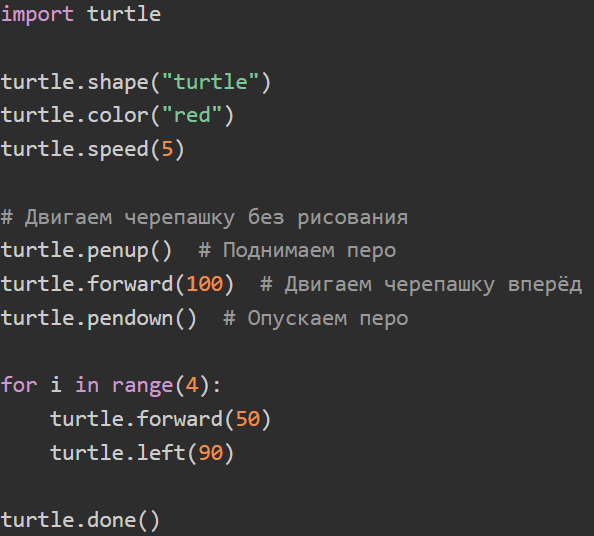 import turtle
turtle.shape("turtle")
turtle.color("red")
turtle.speed(5)
# Двигаем черепашку без рисования
turtle.penup()  # Поднимаем перо
turtle.forward(100)  # Двигаем черепашку вперёд
turtle.pendown()  # Опускаем перо
for i in range(4):
    turtle.forward(50)
    turtle.left(90)
turtle.done()